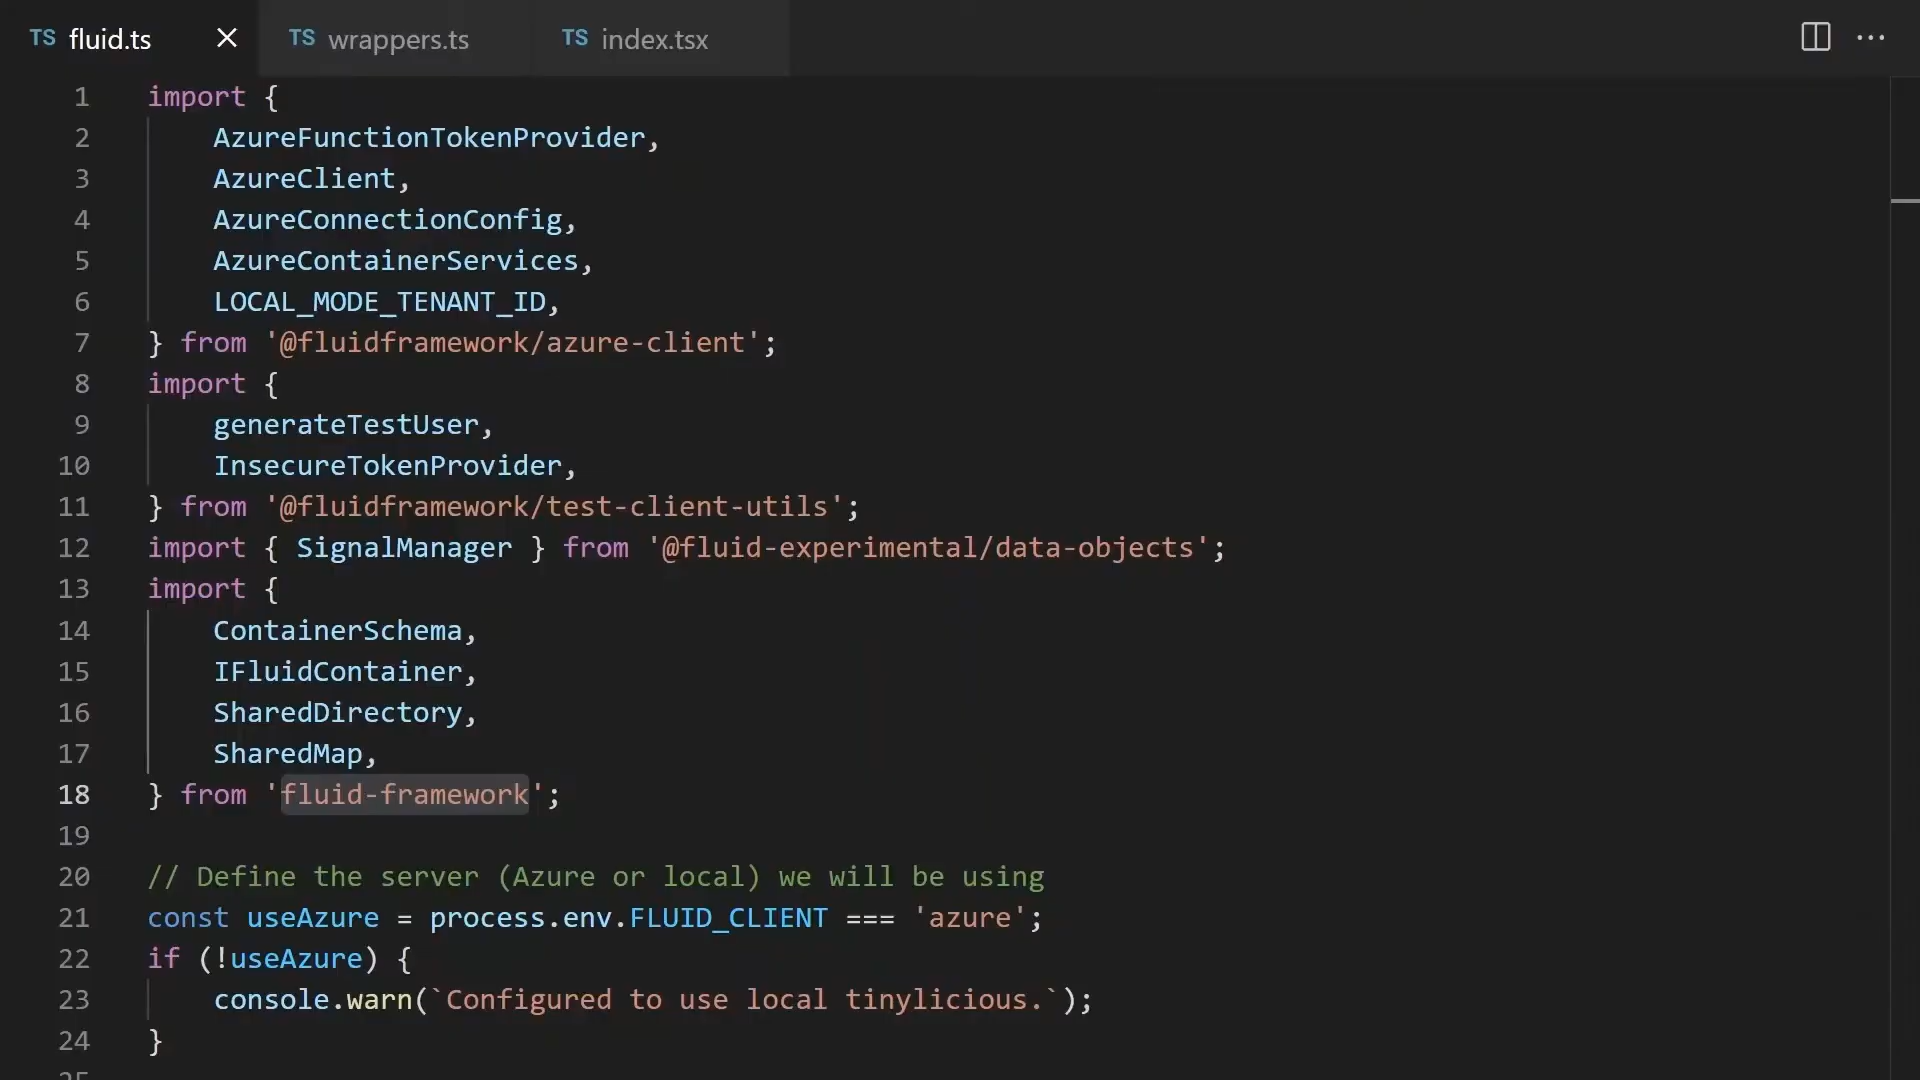 TS fluid.ts
TS wrappers.ts
TS index.tsx
1 import {
2 AzureFunctionTokenProvider,
3 AzureClient,
4 AzureConnectionConfig,
5 AzureContainerServices,
6 LOCAL_MODE_TENANT_ID,
7 } from '@fluidframework/azure-client';
8 import {
9 generateTestUser,
10 InsecureTokenProvider,
11 } from '@fluidframework/test-client-utils';
12 import { SignalManager } from '@fluid-experimental/data-objects';
13 import {
14 ContainerSchema,
15 IFluidContainer,
16 SharedDirectory,
17 SharedMap,
18 } from 'fluid-framework';
19
20 // Define the server (Azure or local) we will be using
21 const useAzure = process.env.FLUID_CLIENT === 'azure';
22 if (!useAzure) {
23 console.warn(`Configured to use local tinylicious.`);
24 }
25